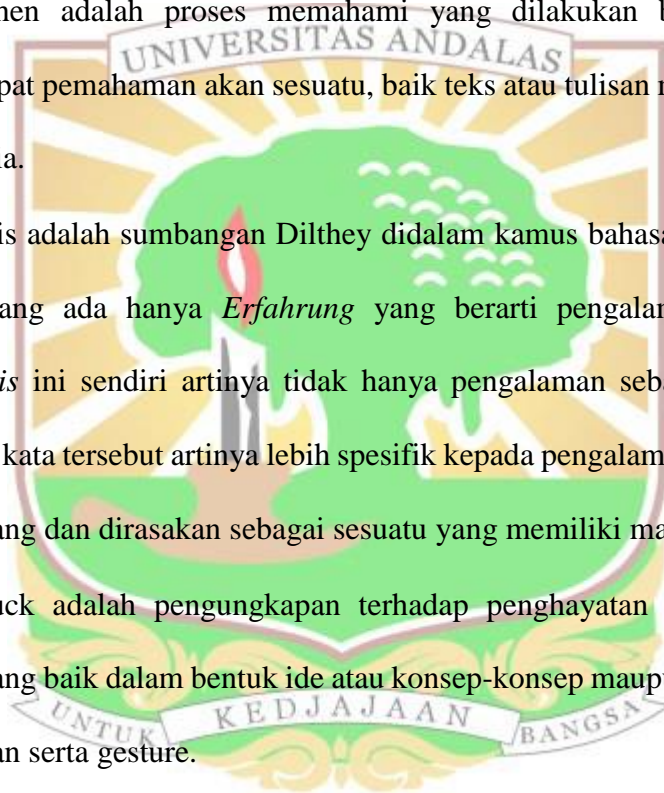 men adalah proses memahami yang dilakukan
UNIVERSITAS ANDALAS
pat pemahaman akan sesuatu, baik teks atau tulisan
a.
is adalah sumbangan Dilthey didalam kamus bahasa
ang ada hanya Erfahrung yang berarti pengalam
is ini sendiri artinya tidak hanya pengalaman seba
kata tersebut artinya lebih spesifik kepada pengalam
ang dan dirasakan sebagai sesuatu yang memiliki ma
uck adalah pengungkapan terhadap penghayatan
ang baik dalam bentuk ide atau konsep-konsep maupu
UNTUK KEDJAJAAN BANGSA
an serta gesture.